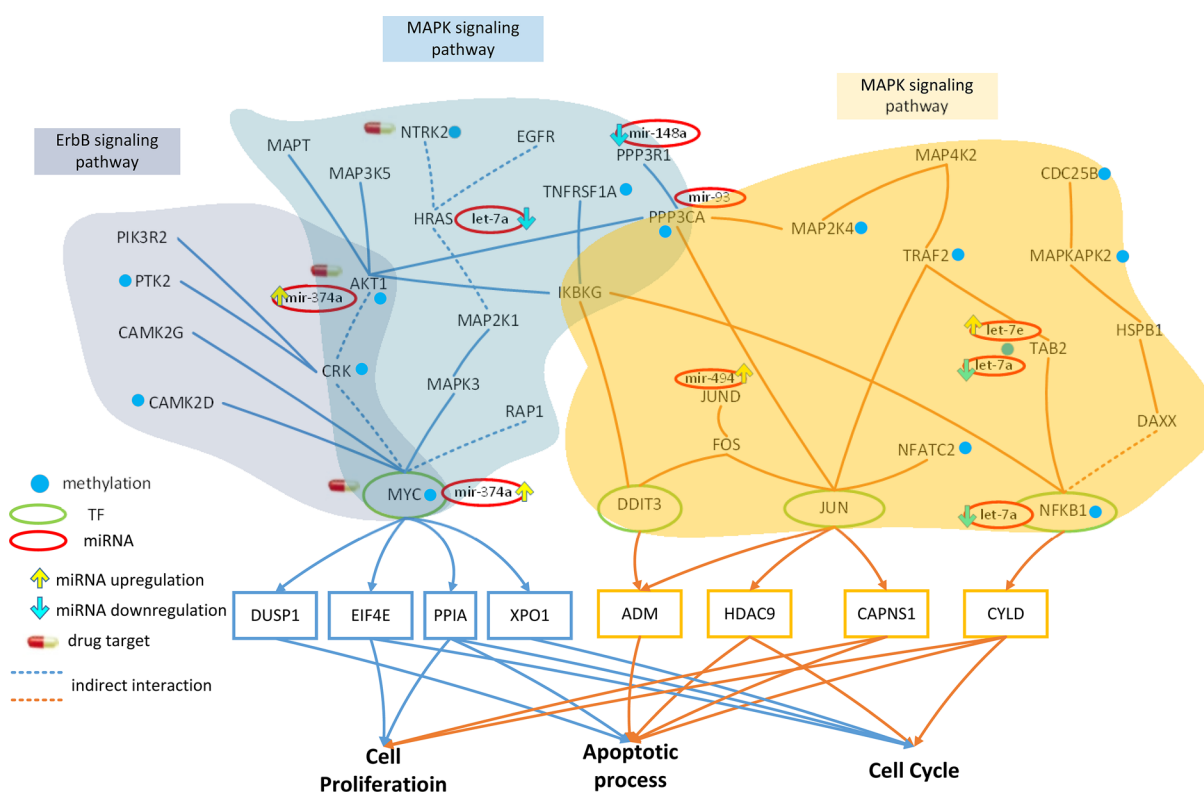 MAPK signaling
pathway
MAPK signaling
pathway
ErbB signaling
pathway
MAPT
NTRK2
EGFR
mir-148a
PPP3R1
MAP4K2
MAP3K5
TNFRSF1A
mir-93
CDC25B
HRAS
let-7a
PPP3CA
MAP2K4
PIK3R2
TRAF2
MAPKAPK2
PTK2
AKT1
mir-374a
IKBKG
CAMK2G
MAP2K1
let-7e
HSPB1
TAB2
let-7a
CRK
MAPK3
mir-494
JUND
CAMK2D
RAP1
DAXX
FOS
NFATC2
methylation
MYC
mir-374a
DDIT3
JUN
let-7a
NFKB1
TF
miRNA
miRNA upregulation
miRNA downregulation
drug target
indirect interaction
DUSP1
EIF4E
PPIA
XPO1
ADM
HDAC9
CAPNS1
CYLD
Cell
Proliferatioin
Apoptotic
process
Cell Cycle